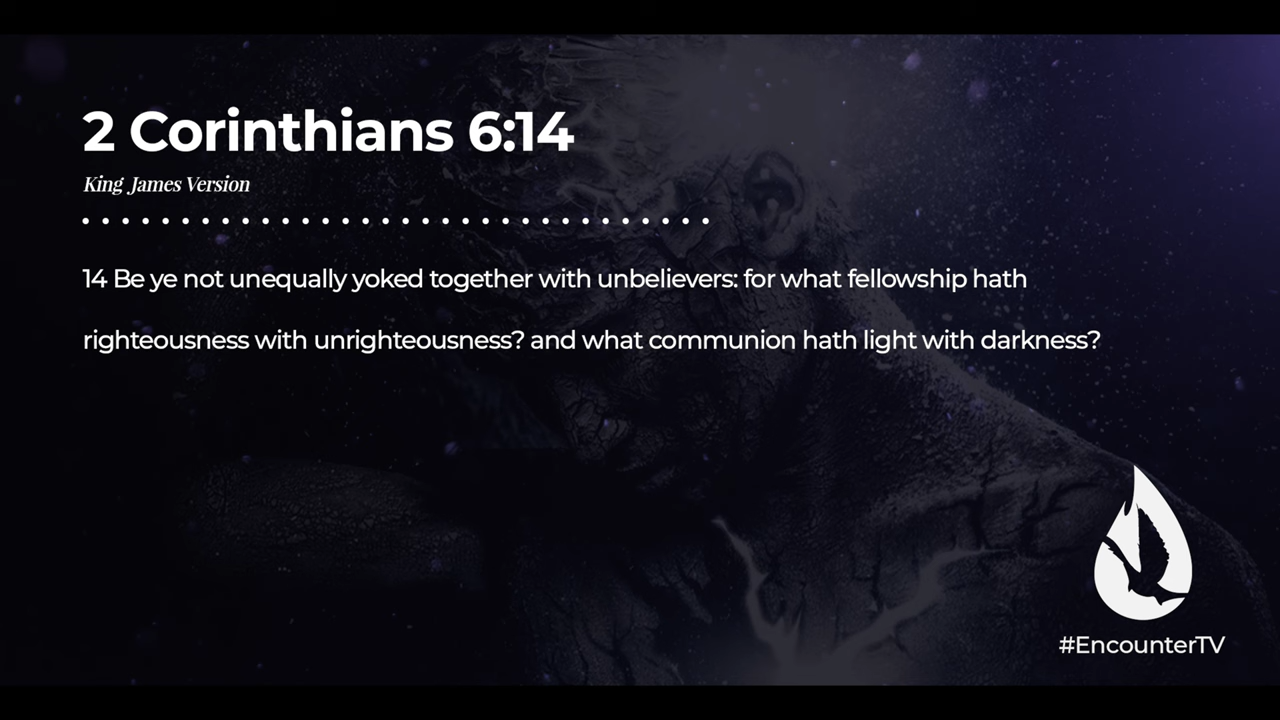 2 Corinthians 6:14
King James Version
14 Be ye not unequally yoked together with unbelievers: for what fellowship hath
righteousness with unrighteousness? and what communion hath light with darkness?
#EncounterTV